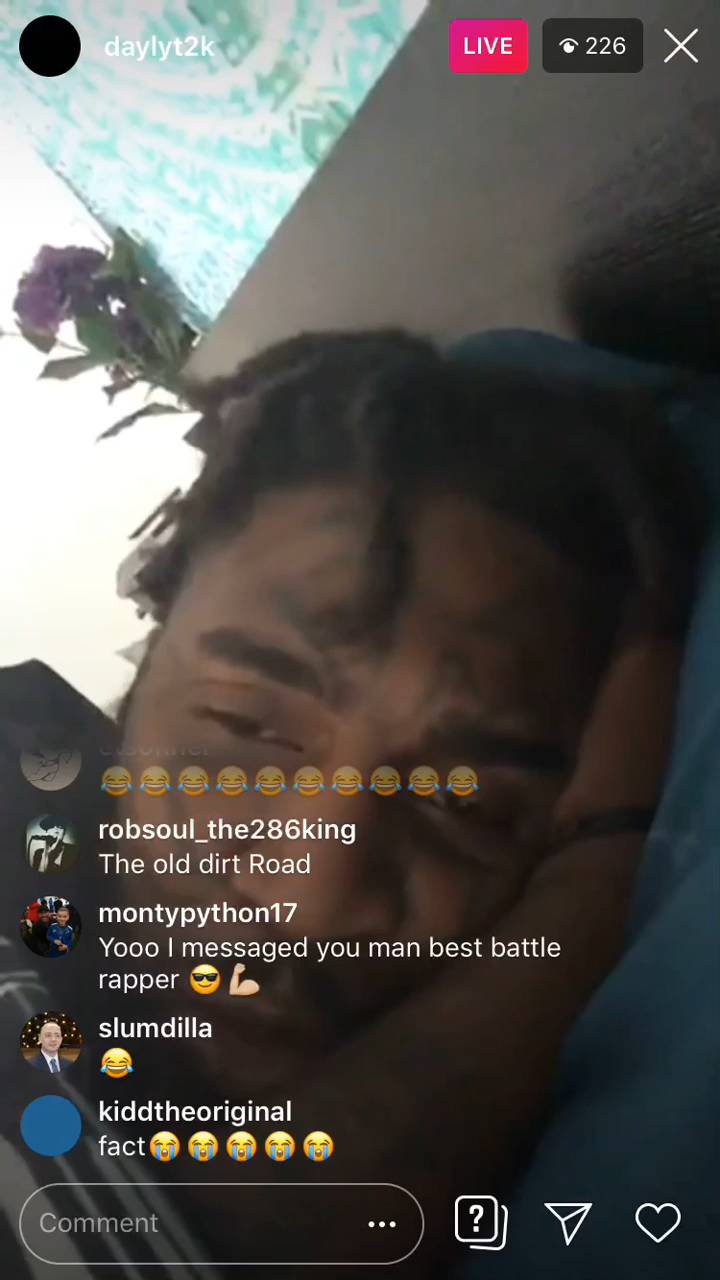 daylyt2k
LIVE
226
😂😂😂😂😂😂😂😂😂😂
robsoul_the286king
The old dirt Road
montypython17
Yooo I messaged you man best battle
rapper 😎💪🏼
slumdilla
😂
kiddtheoriginal
fact😭😭😭😭😭
Comment
?